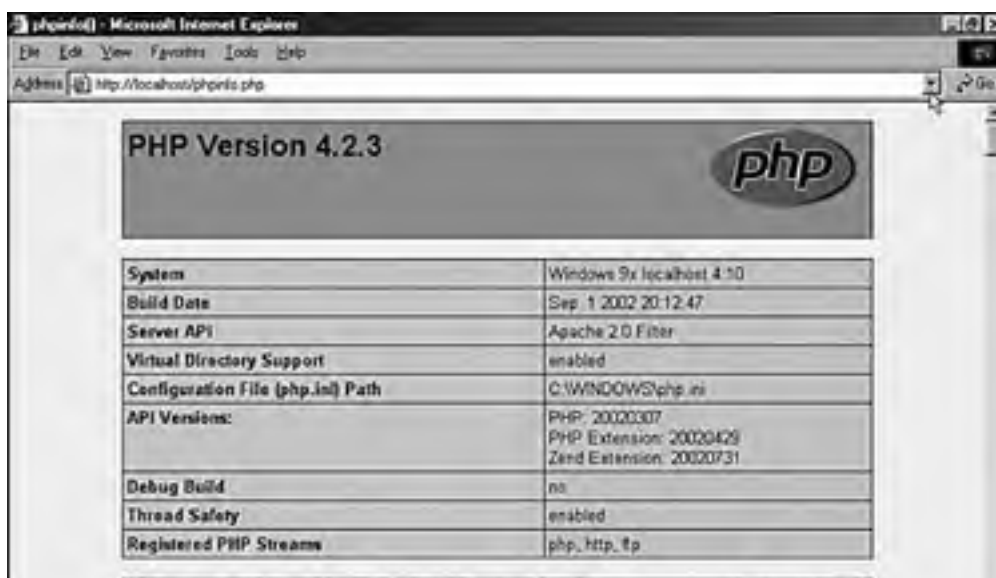 phpinfo() - Microsoft Internet Explorer
File Edit View Favorites Tools Help
Address http://localhost/phpinfo.php Go
PHP Version 4.2.3
php
System Windows 9x localhost 4.10
Build Date Sep 1 2002 20:12:47
Server API Apache 2.0 Filter
Virtual Directory Support enabled
Configuration File (php.ini) Path C:\WINDOWS\php.ini
API Versions: PHP: 20020307
PHP Extension: 20020429
Zend Extension: 20020731
Debug Build no
Thread Safety enabled
Registered PHP Streams php, http, ftp